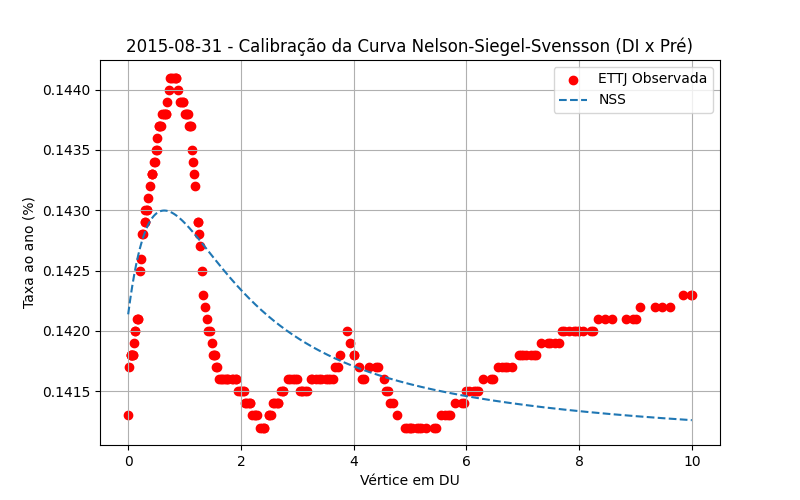 2015-08-31 - Calibração da Curva Nelson-Siegel-Svensson (DI x Pré)
ETTJ Observada
NSS
Taxa ao ano (%)
0.1440
0.1435
0.1430
0.1425
0.1420
0.1415
0 2 4 6 8 10
Vértice em DU